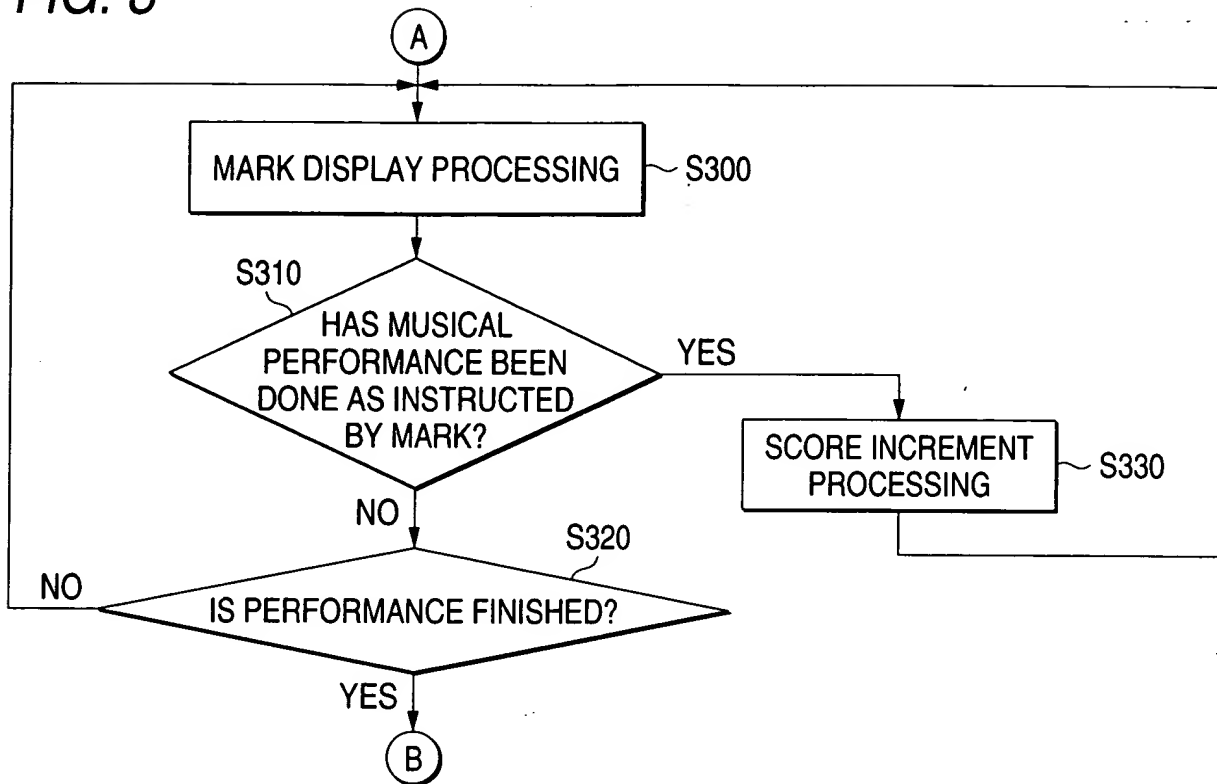 A
MARK DISPLAY PROCESSING
S300
S310
HAS MUSICAL
PERFORMANCE BEEN
DONE AS INSTRUCTED
BY MARK?
YES
SCORE INCREMENT
PROCESSING
S330
NO
S320
NO
IS PERFORMANCE FINISHED?
YES
B